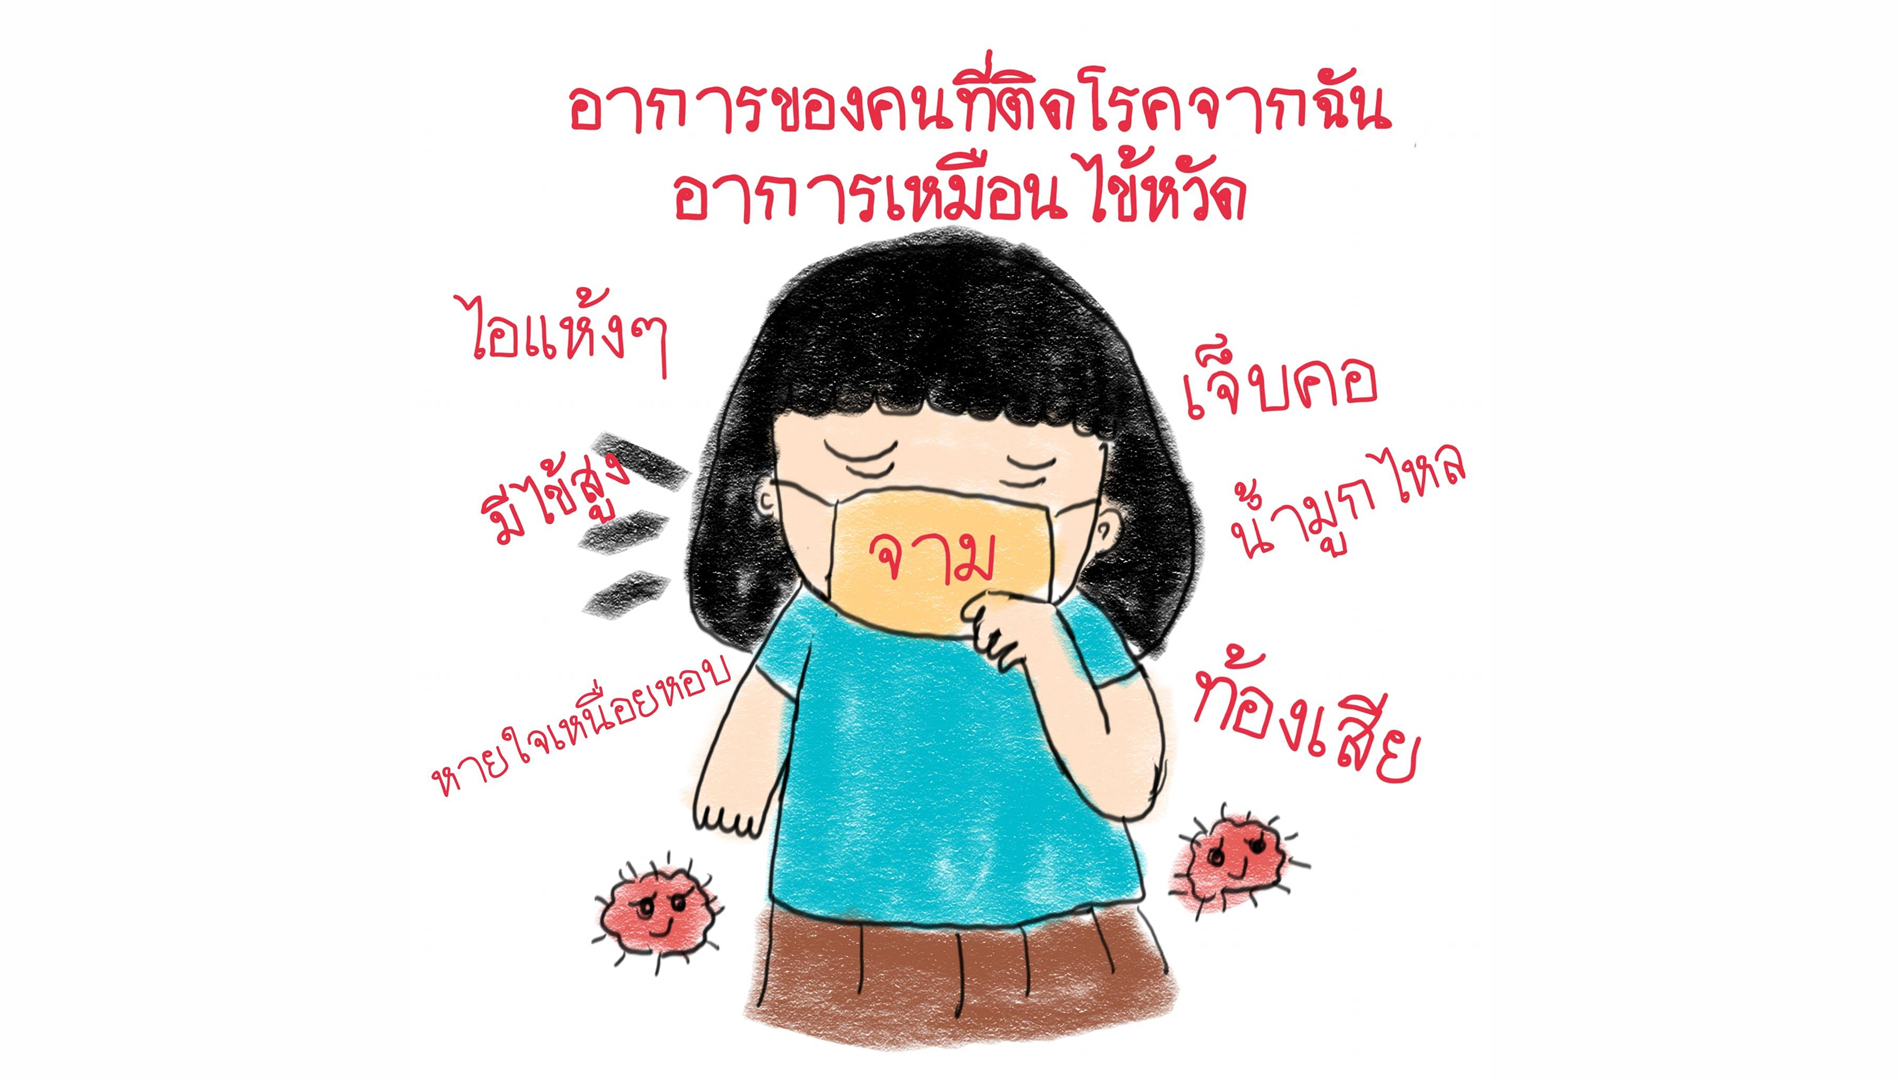 อาการของคนที่ติดโรคจากฉัน
อาการเหมือนไข้หวัด
ไอแห้งๆ
เจ็บคอ
มีไข้สูง
น้ำมูกไหล
จาม
หายใจเหนื่อยหอบ
ท้องเสีย